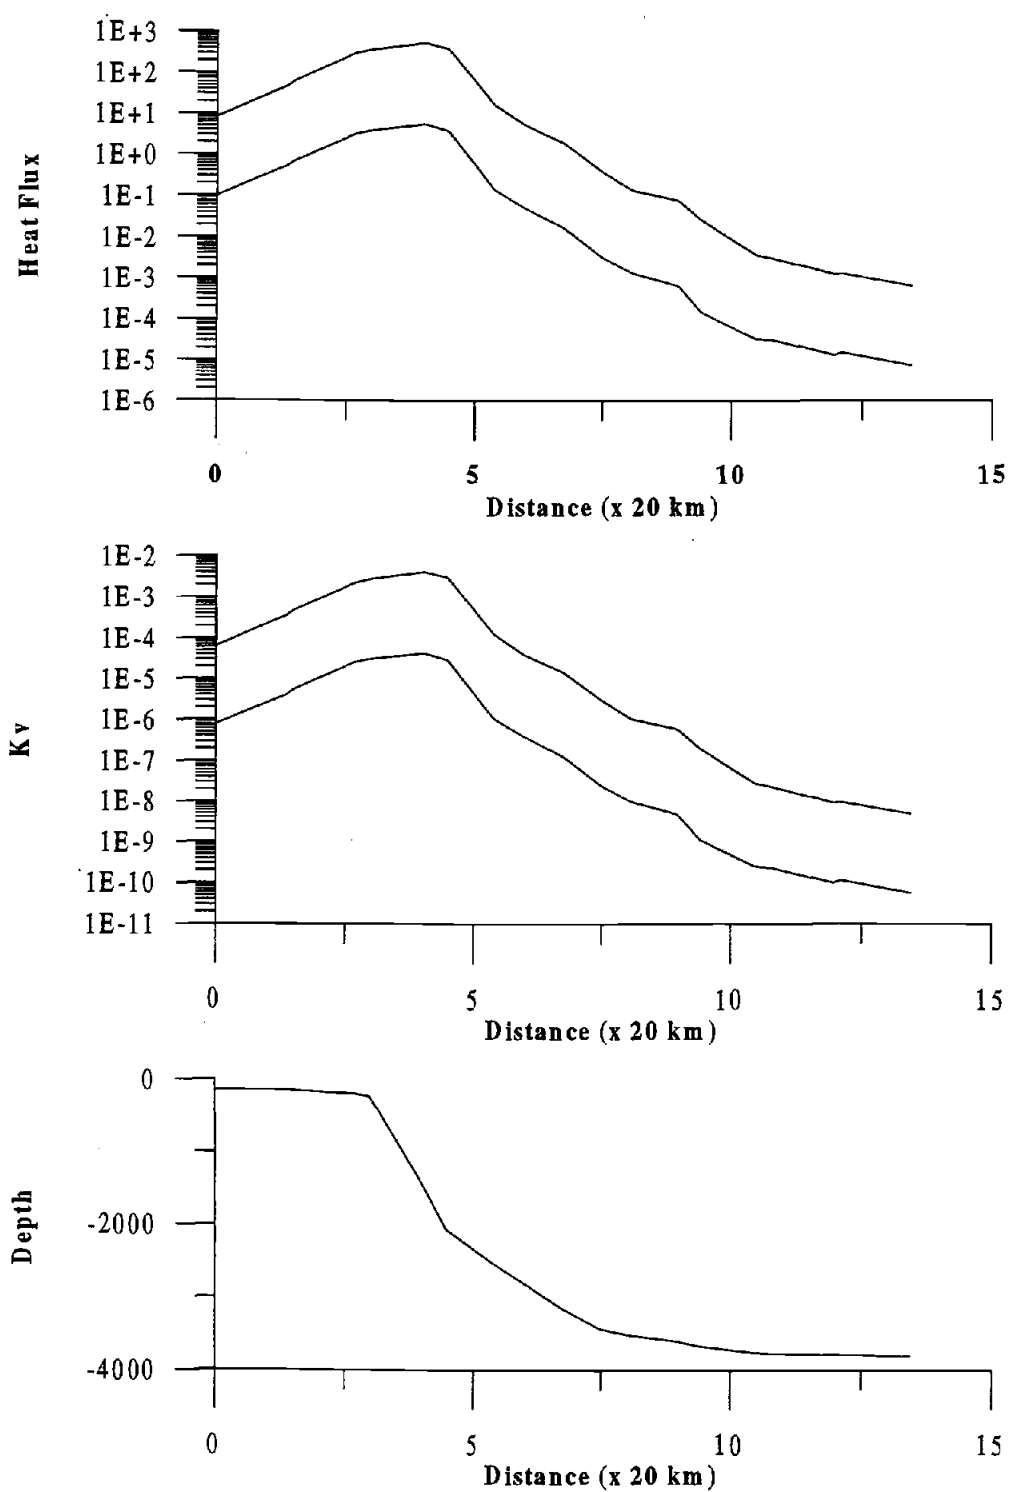 1E+3
1E+2
1E+1
1E+0
1E-1
1E-2
1E-3
1E-4
1E-5
1E-6
Heat Flux
0 5 10 15
Distance (x 20 km)
1E-2
1E-3
1E-4
1E-5
1E-6
1E-7
1E-8
1E-9
1E-10
1E-11
Kv
0 5 10 15
Distance (x 20 km)
0
-2000
-4000
Depth
0 5 10 15
Distance (x 20 km)